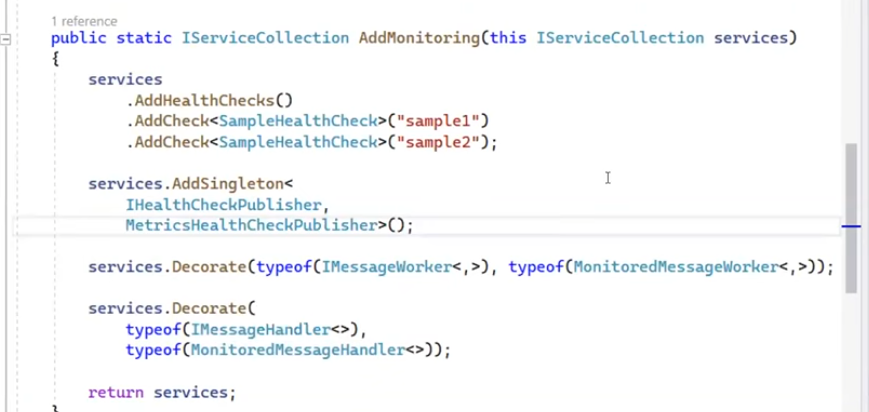 1 reference
public static IServiceCollection AddMonitoring(this IServiceCollection services)
{
services
.AddHealthChecks()
.AddCheck<SampleHealthCheck>("sample1")
.AddCheck<SampleHealthCheck>("sample2");
services.AddSingleton<
IHealthCheckPublisher,
MetricsHealthCheckPublisher>();
services.Decorate(typeof(IMessageWorker<,>), typeof(MonitoredMessageWorker<,>));
services.Decorate(
typeof(IMessageHandler<>),
typeof(MonitoredMessageHandler<>));
return services;
}